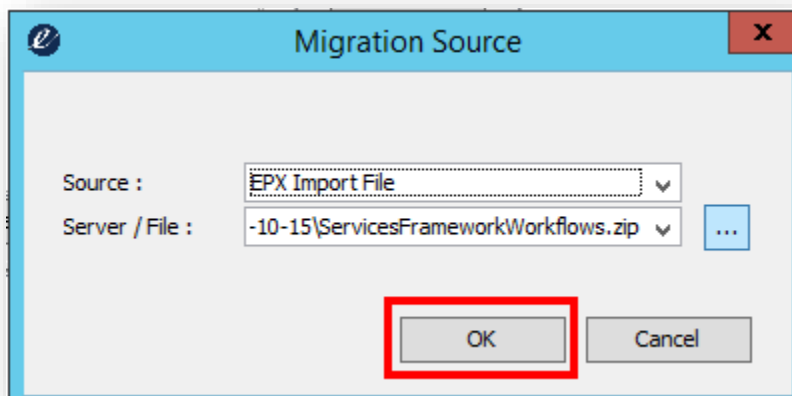 Migration Source
x
Source :
EPX Import File
Server / File :
-10-15\ServicesFrameworkWorkflows.zip
...
OK
Cancel